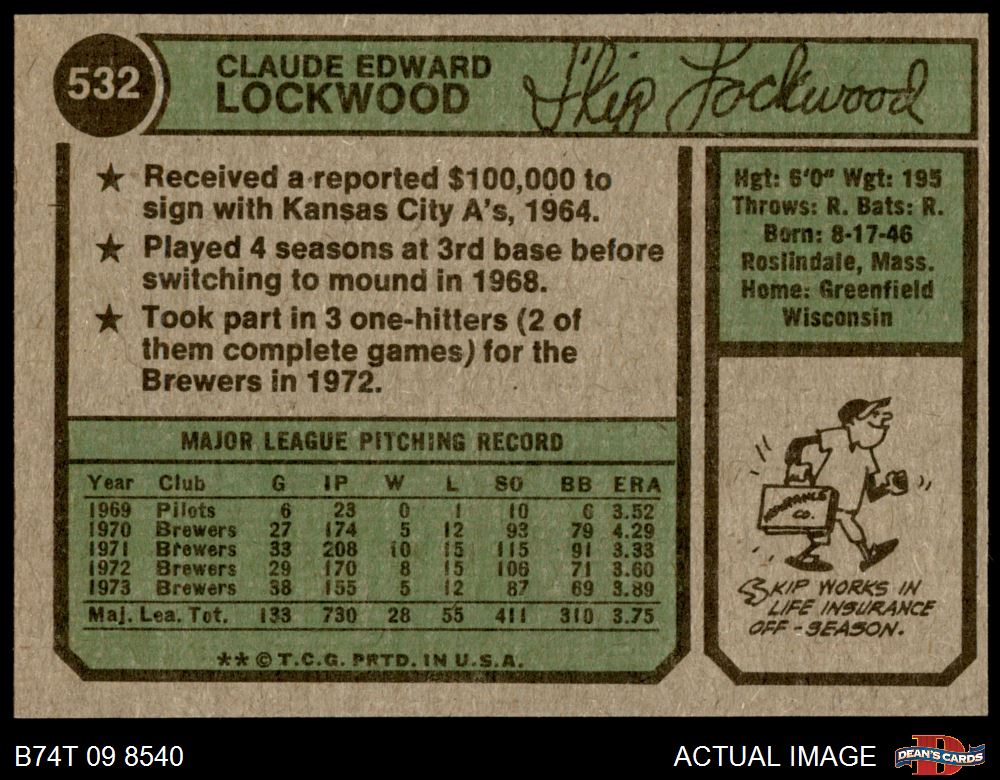 532
CLAUDE EDWARD
LOCKWOOD
Skip Lockwood
★ Received a reported $100,000 to
sign with Kansas City A's, 1964.
★ Played 4 seasons at 3rd base before
switching to mound in 1968.
★ Took part in 3 one-hitters (2 of
them complete games) for the
Brewers in 1972.
Hgt: 6'0" Wgt: 195
Throws: R. Bats: R.
Born: 8-17-46
Roslindale, Mass.
Home: Greenfield
Wisconsin
MAJOR LEAGUE PITCHING RECORD
Year Club G IP W L SO BB ERA
1969 Pilots 6 23 0 1 10 6 3.52
1970 Brewers 27 174 5 12 93 79 4.29
1971 Brewers 33 208 10 15 115 91 3.33
1972 Brewers 29 170 8 15 106 71 3.60
1973 Brewers 38 155 5 12 87 69 3.89
Maj. Lea. Tot. 133 730 28 55 411 310 3.75
** © T.C.G. PRTD. IN U.S.A.
INSURANCE
CO.
SKIP WORKS IN
LIFE INSURANCE
OFF-SEASON.
B74T 09 8540
ACTUAL IMAGE
D
DEAN'S CARDS